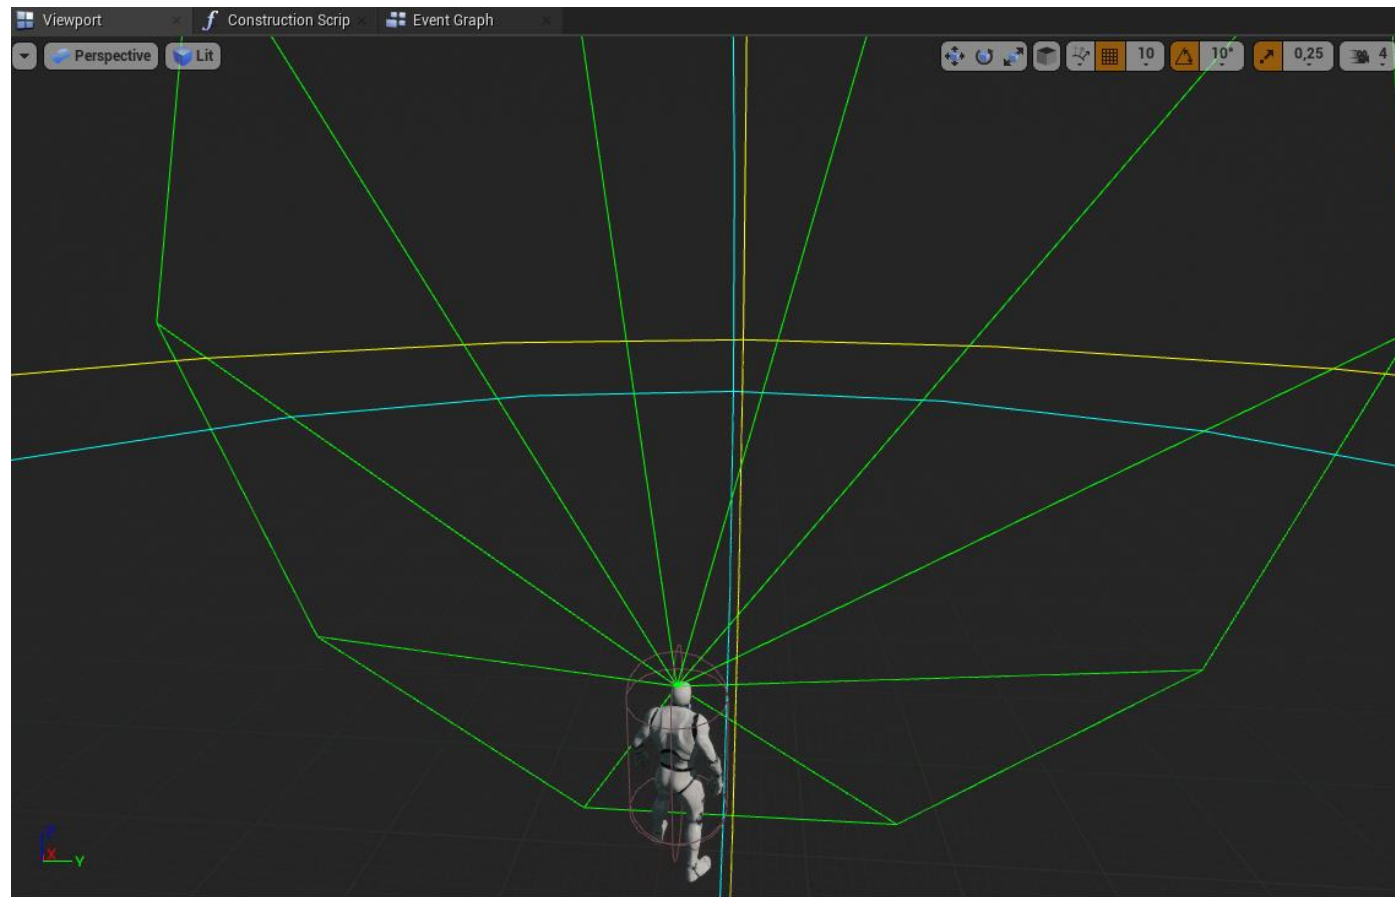 Viewport
Construction Scrip
Event Graph
Perspective
Lit
10
10°
0,25
4
Z
X
Y